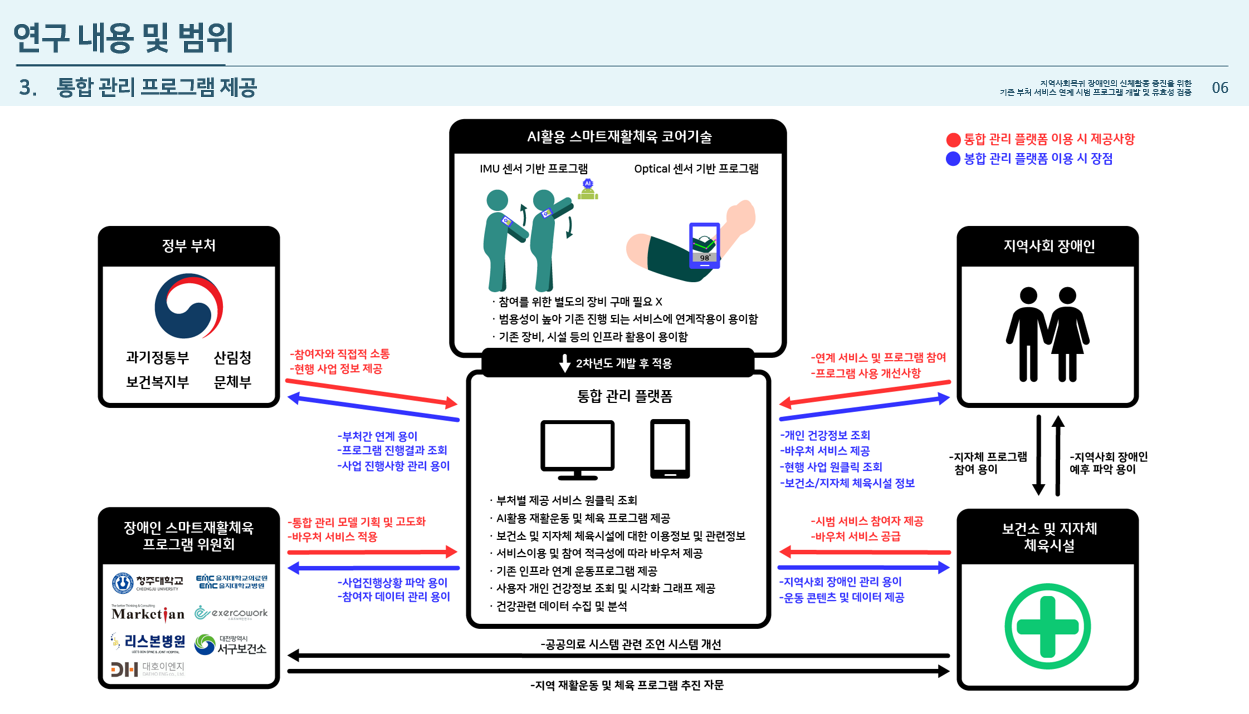 연구 내용 및 범위
3. 통합 관리 프로그램 제공
지역사회복귀 장애인의 신체활동 증진을 위한
기존 부처 서비스 연계 시범 프로그램 개발 및 유효성 검증
06
AI활용 스마트재활체육 코어기술
IMU 센서 기반 프로그램
Optical 센서 기반 프로그램
AI
98°
· 참여를 위한 별도의 장비 구매 필요 X
· 범용성이 높아 기존 진행 되는 서비스에 연계작용이 용이함
· 기존 장비, 시설 등의 인프라 활용이 용이함
2차년도 개발 후 적용
통합 관리 플랫폼 이용 시 제공사항
봉합 관리 플랫폼 이용 시 장점
정부 부처
과기정통부 산림청
보건복지부 문체부
-참여자와 직접적 소통
-현행 사업 정보 제공
-부처간 연계 용이
-프로그램 진행결과 조회
-사업 진행사항 관리 용이
통합 관리 플랫폼
· 부처별 제공 서비스 원클릭 조회
· AI활용 재활운동 및 체육 프로그램 제공
· 보건소 및 지자체 체육시설에 대한 이용정보 및 관련정보
· 서비스이용 및 참여 적극성에 따라 바우처 제공
· 기존 인프라 연계 운동프로그램 제공
· 사용자 개인 건강정보 조회 및 시각화 그래프 제공
· 건강관련 데이터 수집 및 분석
-연계 서비스 및 프로그램 참여
-프로그램 사용 개선사항
-개인 건강정보 조회
-바우처 서비스 제공
-현행 사업 원클릭 조회
-보건소/지자체 체육시설 정보
지역사회 장애인
-지자체 프로그램
참여 용이
-지역사회 장애인
예후 파악 용이
장애인 스마트재활체육
프로그램 위원회
청주대학교
CHEONGJU UNIVERSITY
EMC 을지대학교의료원
EMC 을지대학교병원
Marketian
exercowork
리스본병원
대전광역시
서구보건소
DH 대호이엔지
-통합 관리 모델 기획 및 고도화
-바우처 서비스 적용
-사업진행상황 파악 용이
-참여자 데이터 관리 용이
-시범 서비스 참여자 제공
-바우처 서비스 공급
-지역사회 장애인 관리 용이
-운동 콘텐츠 및 데이터 제공
보건소 및 지자체
체육시설
-공공의료 시스템 관련 조언 시스템 개선
-지역 재활운동 및 체육 프로그램 추진 자문